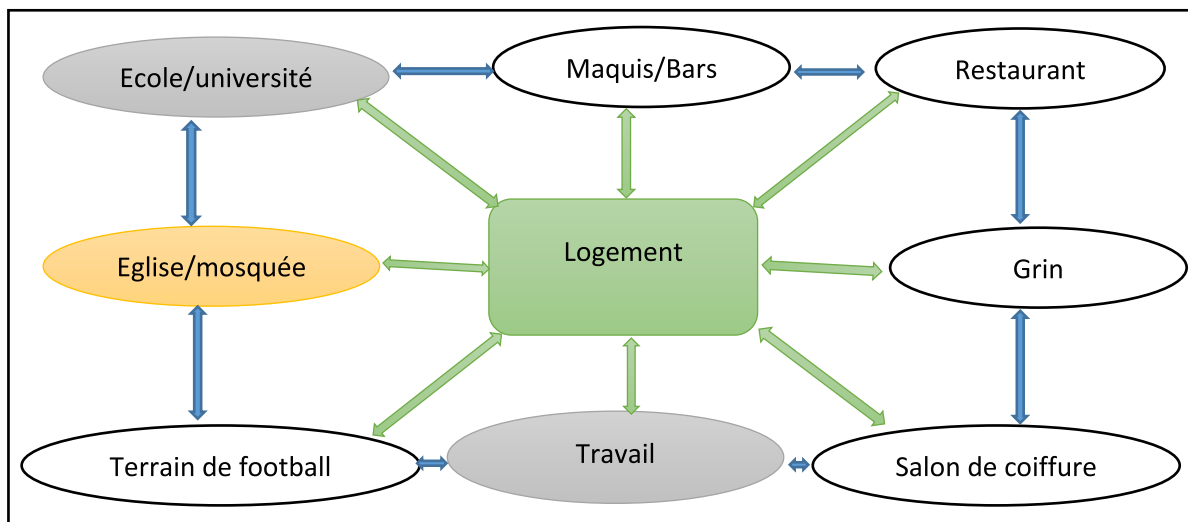 Ecole/université
Maquis/Bars
Restaurant
Eglise/mosquée
Logement
Grin
Terrain de football
Travail
Salon de coiffure